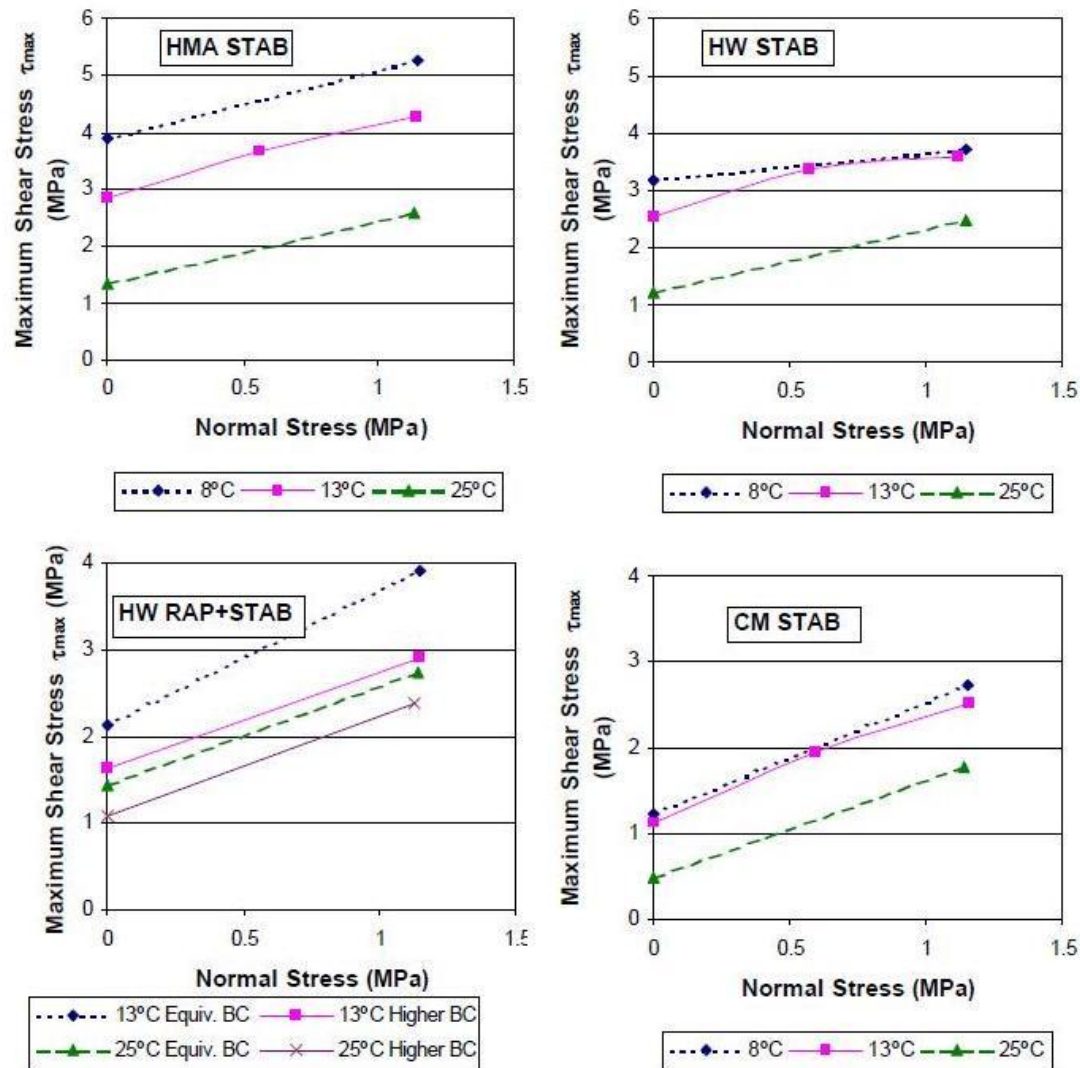 HMA STAB
Maximum Shear Stress τmax
(MPa)
6
5
4
3
2
1
0
0 0.5 1 1.5
Normal Stress (MPa)
8ºC 13ºC 25ºC
HW STAB
Maximum Shear Stress τmax
(MPa)
6
5
4
3
2
1
0
0 0.5 1 1.5
Normal Stress (MPa)
8ºC 13ºC 25ºC
HW RAP+STAB
Maximum Shear Stress τmax (MPa)
4
3
2
1
0
0 0.5 1 1.5
Normal Stress (MPa)
13ºC Equiv. BC 13ºC Higher BC
25ºC Equiv. BC 25ºC Higher BC
CM STAB
Maximum Shear Stress τmax
(MPa)
4
3
2
1
0
0 0.5 1 1.5
Normal Stress (MPa)
8ºC 13ºC 25ºC